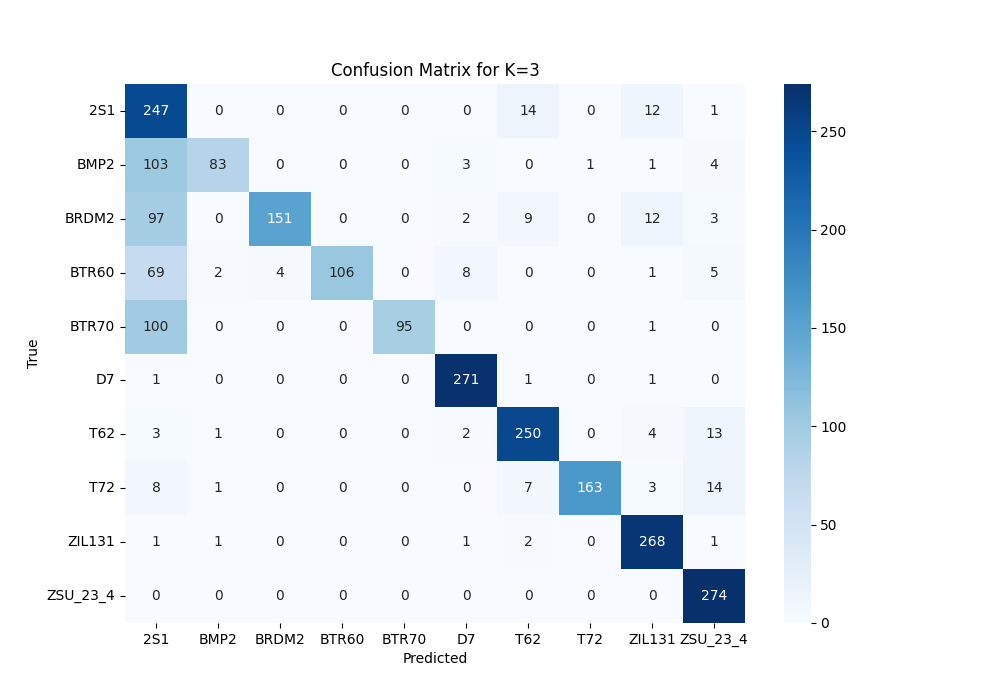 Confusion Matrix for K=3
2S1 247 0 0 0 0 0 14 0 12 1
BMP2 103 83 0 0 0 3 0 1 1 4
BRDM2 97 0 151 0 0 2 9 0 12 3
BTR60 69 2 4 106 0 8 0 0 1 5
BTR70 100 0 0 0 95 0 0 0 1 0
D7 1 0 0 0 0 271 1 0 1 0
T62 3 1 0 0 0 2 250 0 4 13
T72 8 1 0 0 0 0 7 163 3 14
ZIL131 1 1 0 0 0 1 2 0 268 1
ZSU_23_4 0 0 0 0 0 0 0 0 0 274
2S1 BMP2 BRDM2 BTR60 BTR70 D7 T62 T72 ZIL131 ZSU_23_4
Predicted
True
250
200
150
100
50
0